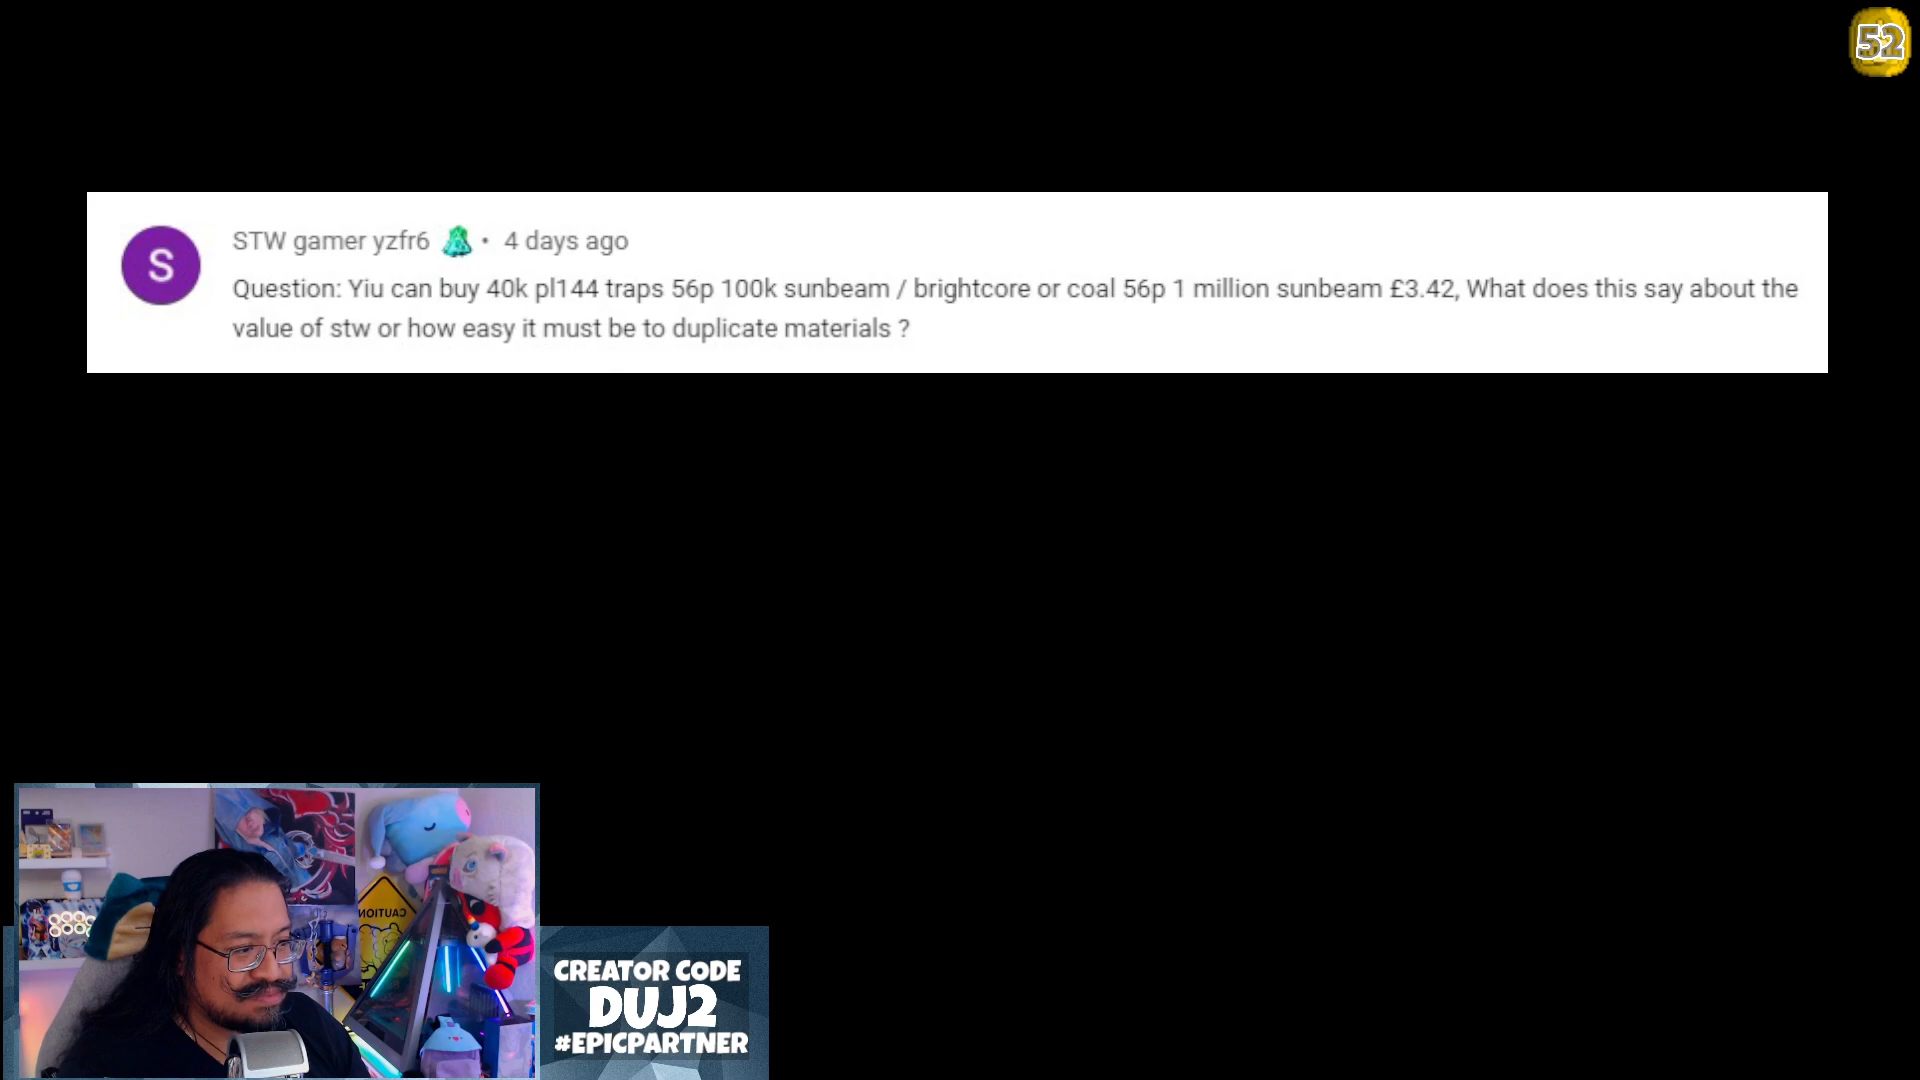 52
S
STW gamer yzfr6 • 4 days ago
Question: Yiu can buy 40k pl144 traps 56p 100k sunbeam / brightcore or coal 56p 1 million sunbeam £3.42, What does this say about the
value of stw or how easy it must be to duplicate materials ?
CAUTION
CREATOR CODE
DUJ2
#EPICPARTNER